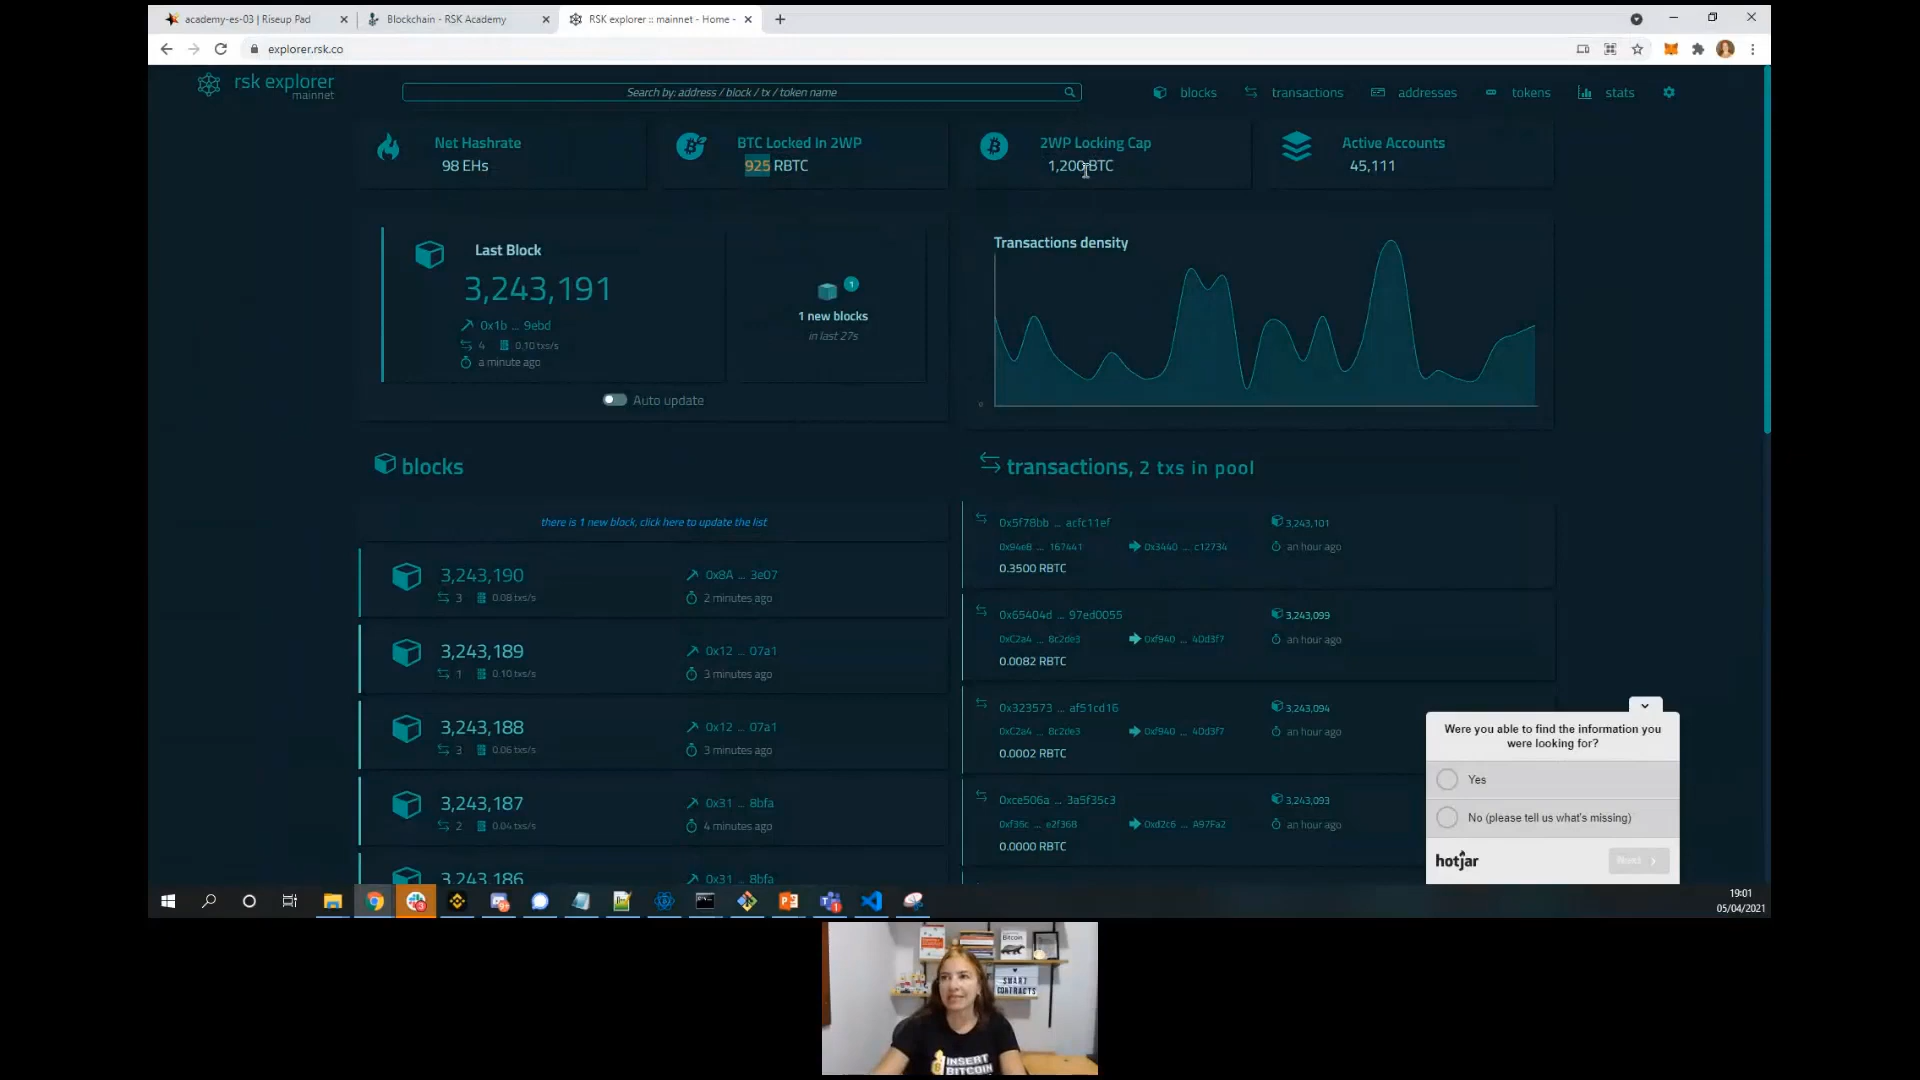 academy-es-03 | Riseup Pad
Blockchain - RSK Academy
RSK explorer :: mainnet - Home -
explorer.rsk.co
rsk explorer
mainnet
Search by: address / block / tx / token name
blocks
transactions
addresses
tokens
stats
Net Hashrate
98 EHs
BTC Locked In 2WP
925 RBTC
2WP Locking Cap
1,200 BTC
Active Accounts
45,111
Last Block
3,243,191
0x1b ... 9ebd
4 0.10 txs/s
a minute ago
1
1 new blocks
in last 27s
Auto update
Transactions density
0
blocks
there is 1 new block, click here to update the list
3,243,190
0x8A ... 3e07
3 0.08 txs/s
2 minutes ago
3,243,189
0x12 ... 07a1
1 0.10 txs/s
3 minutes ago
3,243,188
0x12 ... 07a1
3 0.06 txs/s
3 minutes ago
3,243,187
0x31 ... 8bfa
2 0.04 txs/s
4 minutes ago
3,243,186
0x31 ... 8bfa
transactions, 2 txs in pool
0x5f78bb ... acfc11ef
3,243,101
0x94e8 ... 167441
0x3440 ... c12734
an hour ago
0.3500 RBTC
0x65404d ... 97ed0055
3,243,099
0xC2a4 ... 8c2de3
0xf940 ... 4Dd3f7
an hour ago
0.0082 RBTC
0x323573 ... af51cd16
3,243,094
0xC2a4 ... 8c2de3
0xf940 ... 4Dd3f7
an hour ago
0.0002 RBTC
0xce506a ... 3a5f35c3
3,243,093
0xf36c ... e2f368
0xd2c6 ... A97Fa2
an hour ago
0.0000 RBTC
Were you able to find the information you
were looking for?
Yes
No (please tell us what's missing)
hotjar
Next
19:01
05/04/2021
Bitcoin
SMART
CONTRACTS
INSERT
BITCOIN